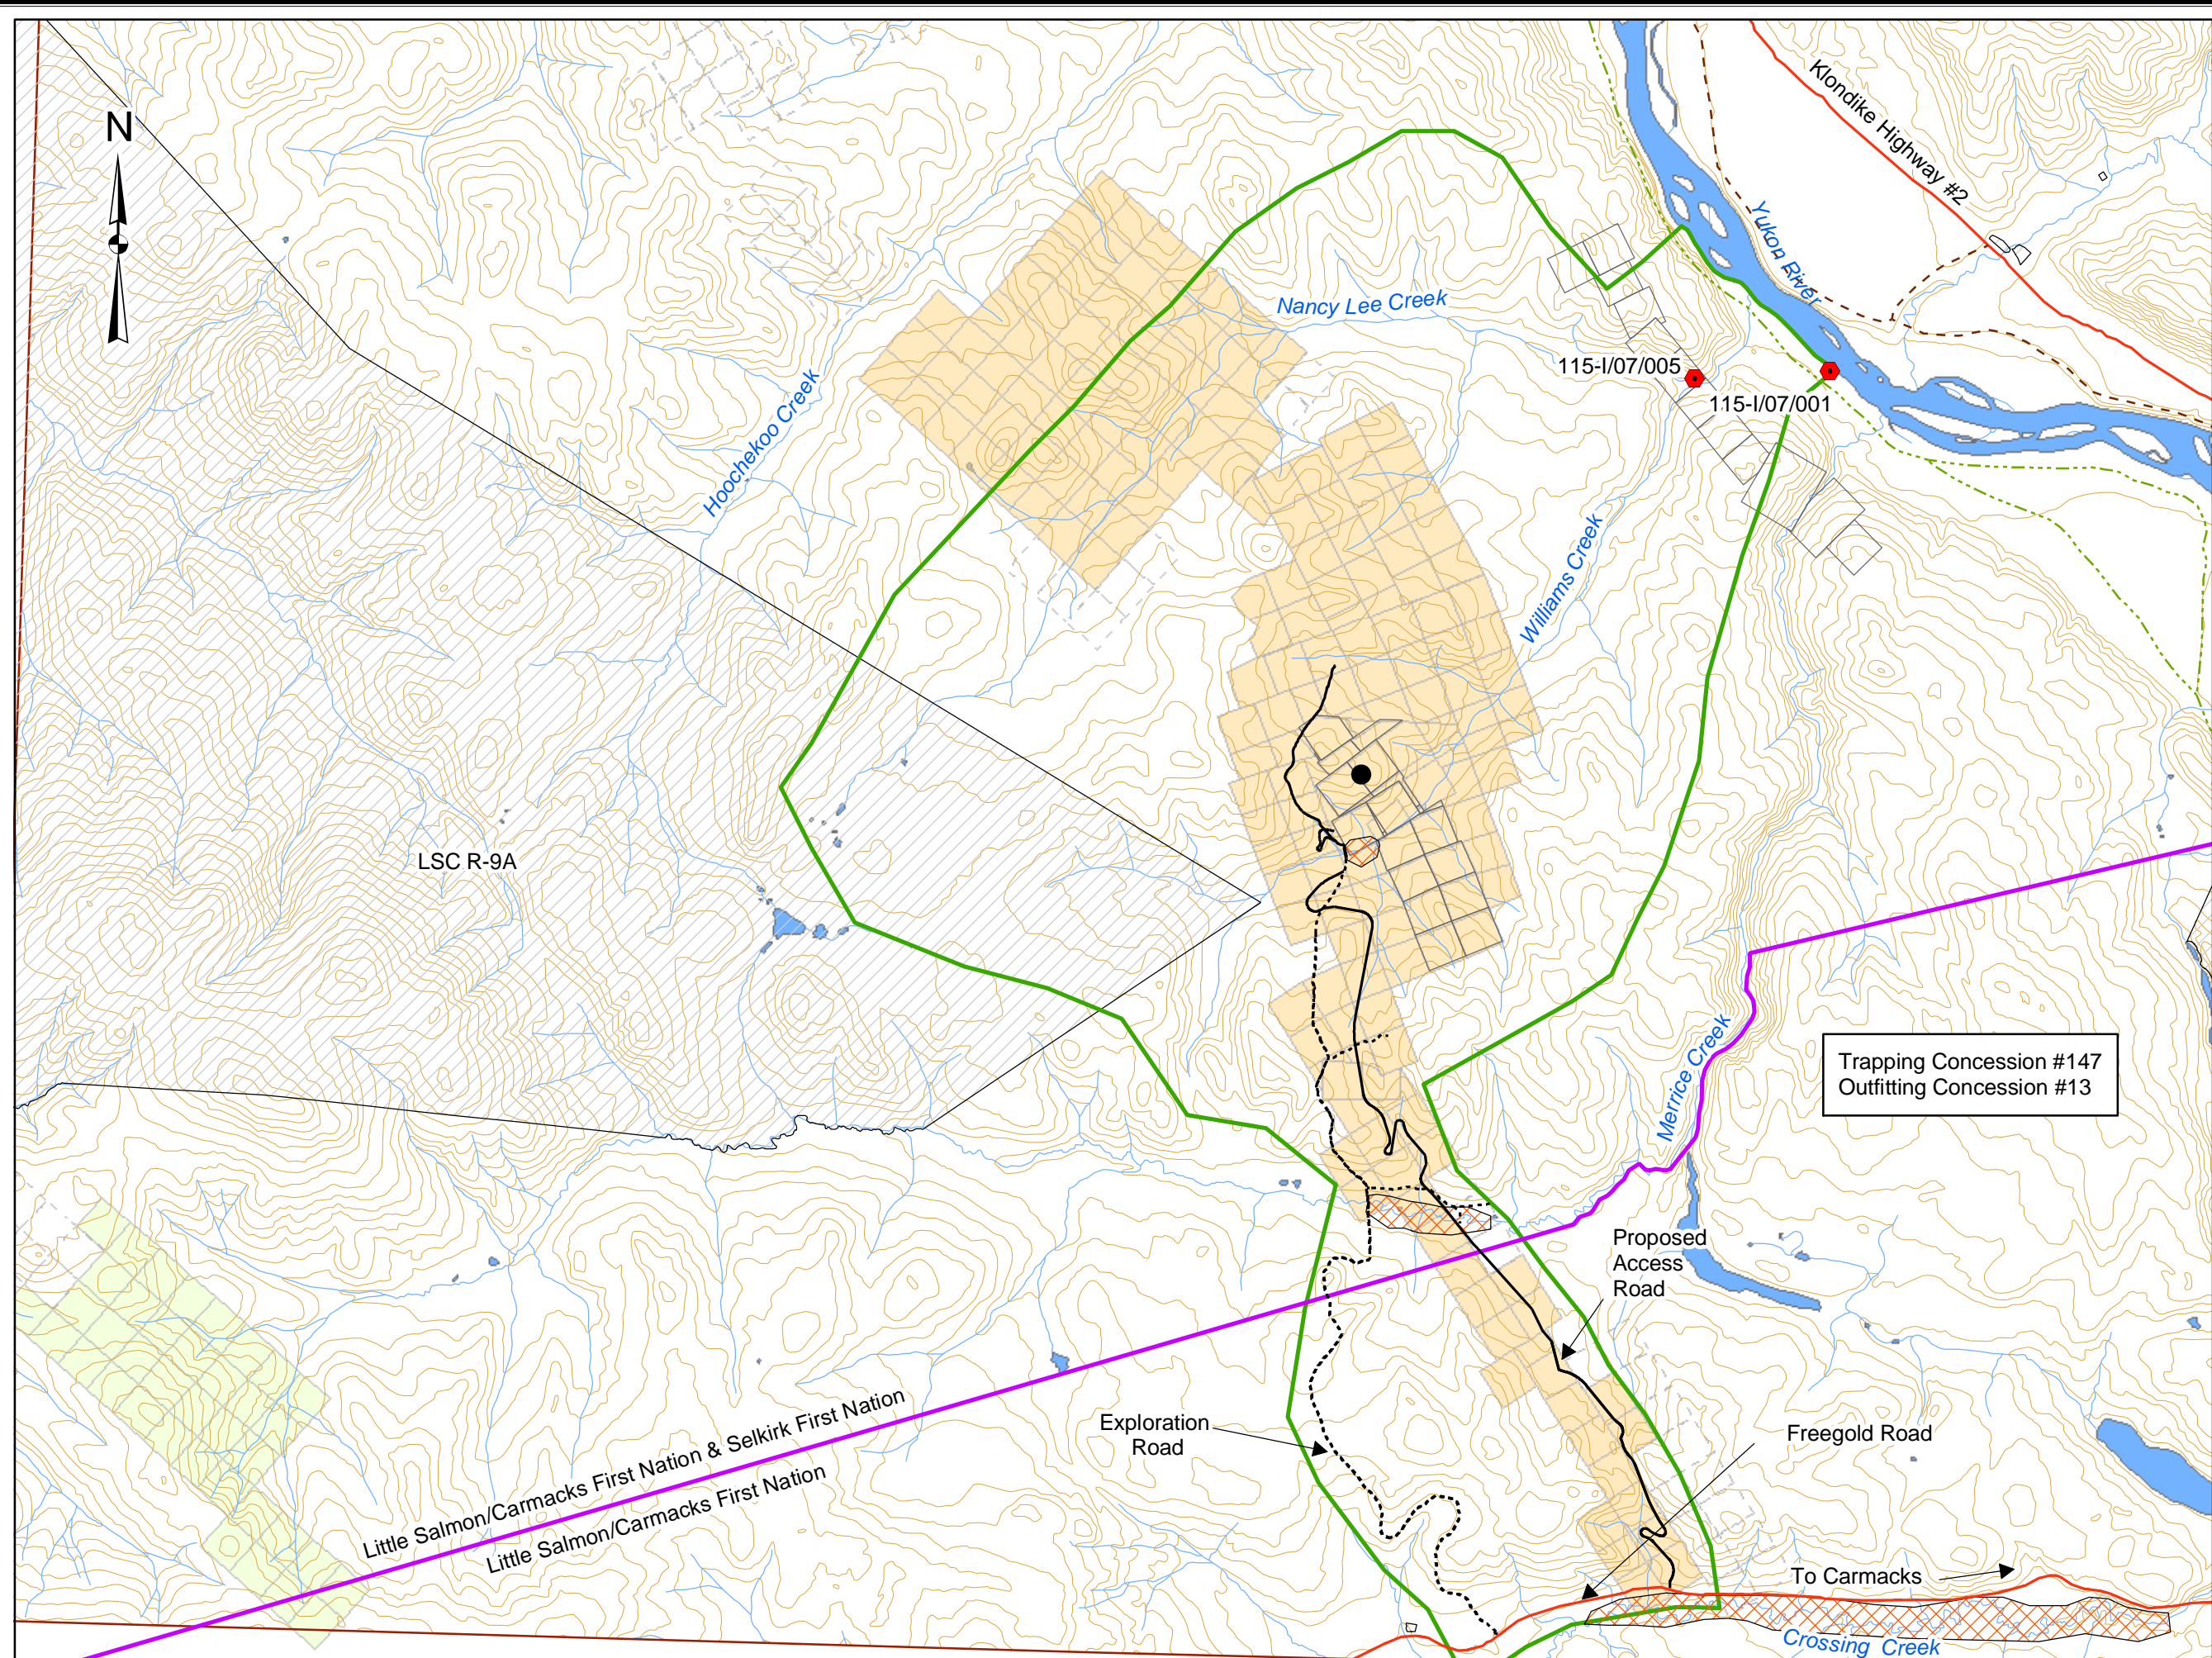 N
Klondike Highway #2
Yukon River
Nancy Lee Creek
115-I/07/005
115-I/07/001
Hoochekoo Creek
Williams Creek
LSC R-9A
Merrice Creek
Trapping Concession #147
Outfitting Concession #13
Proposed
Access
Road
Exploration
Road
Freegold Road
Little Salmon/Carmacks First Nation & Selkirk First Nation
Little Salmon/Carmacks First Nation
To Carmacks
Crossing Creek